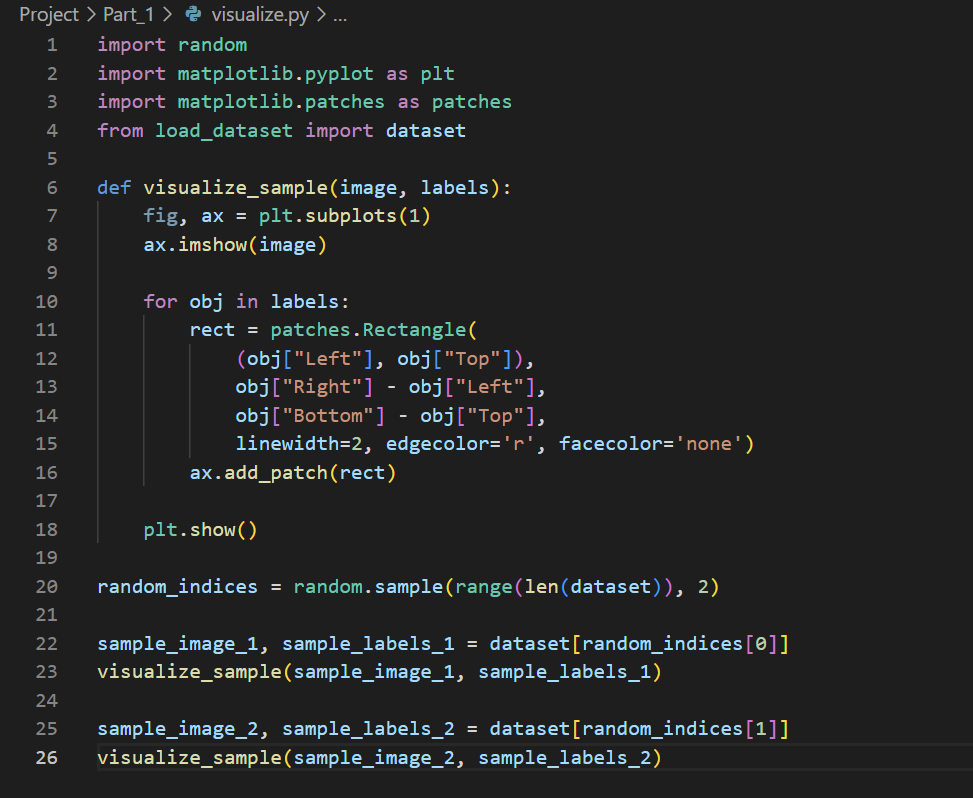 Project > Part_1 > visualize.py > ...
1 import random
2 import matplotlib.pyplot as plt
3 import matplotlib.patches as patches
4 from load_dataset import dataset
5
6 def visualize_sample(image, labels):
7     fig, ax = plt.subplots(1)
8     ax.imshow(image)
9
10     for obj in labels:
11         rect = patches.Rectangle(
12             (obj["Left"], obj["Top"]),
13             obj["Right"] - obj["Left"],
14             obj["Bottom"] - obj["Top"],
15             linewidth=2, edgecolor='r', facecolor='none')
16         ax.add_patch(rect)
17
18     plt.show()
19
20 random_indices = random.sample(range(len(dataset)), 2)
21
22 sample_image_1, sample_labels_1 = dataset[random_indices[0]]
23 visualize_sample(sample_image_1, sample_labels_1)
24
25 sample_image_2, sample_labels_2 = dataset[random_indices[1]]
26 visualize_sample(sample_image_2, sample_labels_2)